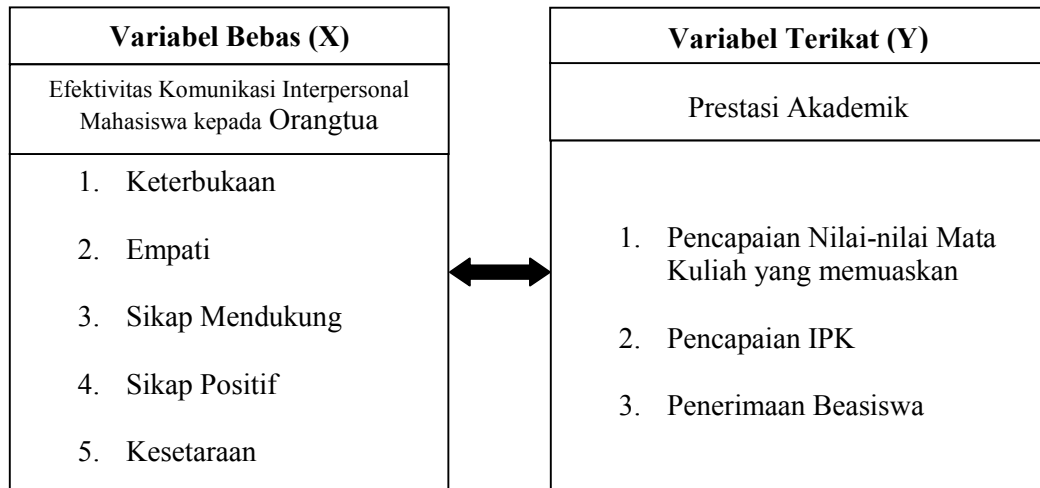 Variabel Bebas (X)
Efektivitas Komunikasi Interpersonal
Mahasiswa kepada Orangtua
1. Keterbukaan
2. Empati
3. Sikap Mendukung
4. Sikap Positif
5. Kesetaraan
Variabel Terikat (Y)
Prestasi Akademik
1. Pencapaian Nilai-nilai Mata
Kuliah yang memuaskan
2. Pencapaian IPK
3. Penerimaan Beasiswa